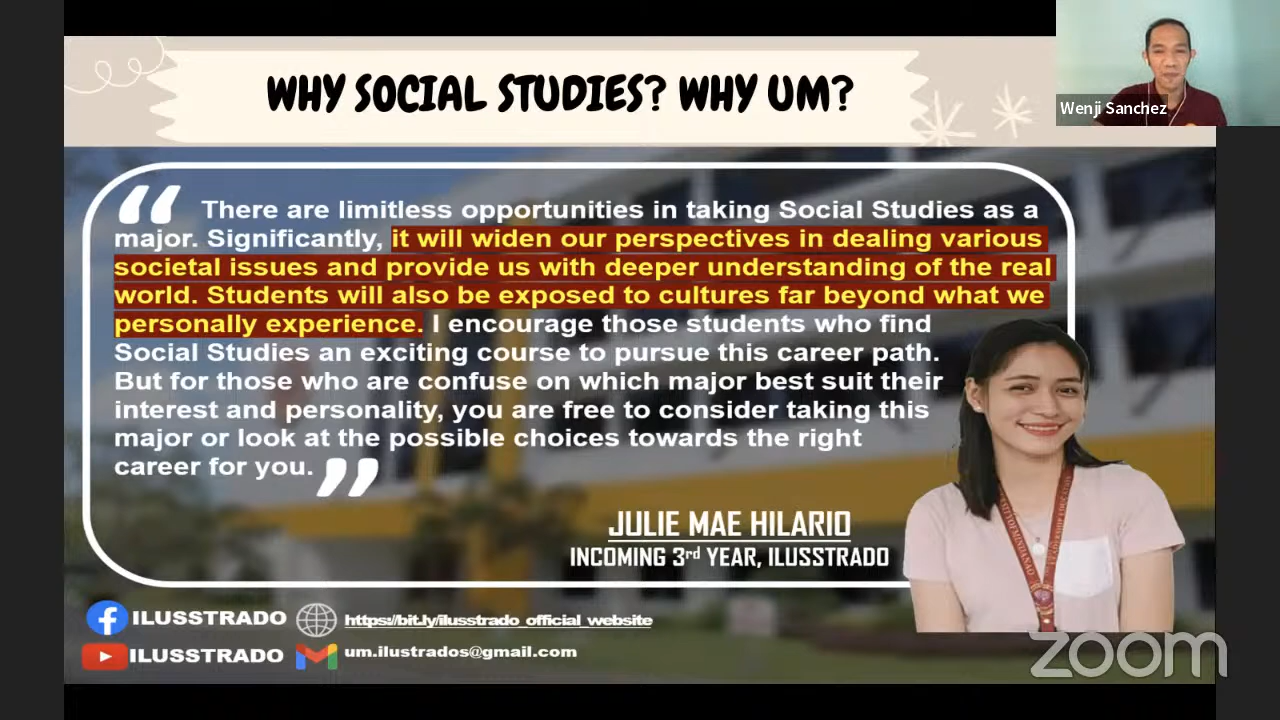 WHY SOCIAL STUDIES? WHY UM?
Wenji Sanchez
“ There are limitless opportunities in taking Social Studies as a
major. Significantly, it will widen our perspectives in dealing various
societal issues and provide us with deeper understanding of the real
world. Students will also be exposed to cultures far beyond what we
personally experience. I encourage those students who find
Social Studies an exciting course to pursue this career path.
But for those who are confuse on which major best suit their
interest and personality, you are free to consider taking this
major or look at the possible choices towards the right
career for you. ”
JULIE MAE HILARIO
INCOMING 3rd YEAR, ILUSSTRADO
ILUSSTRADO
https://bit.ly/ilusstrado_official_website
ILUSSTRADO
um.ilustrados@gmail.com
zoom